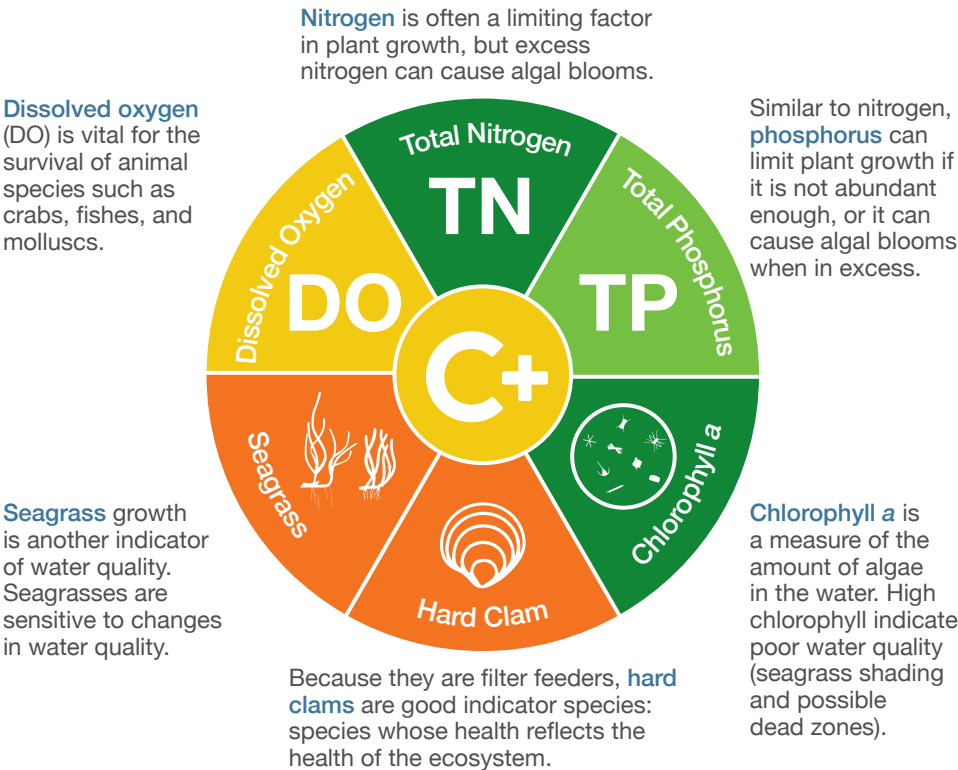 Nitrogen is often a limiting factor
in plant growth, but excess
nitrogen can cause algal blooms.
Dissolved oxygen
(DO) is vital for the
survival of animal
species such as
crabs, fishes, and
molluscs.
Similar to nitrogen,
phosphorus can
limit plant growth if
it is not abundant
enough, or it can
cause algal blooms
when in excess.
Total Nitrogen
TN
Dissolved Oxygen
DO
Total Phosphorus
TP
C+
Seagrass
Hard Clam
Chlorophyll a
Seagrass growth
is another indicator
of water quality.
Seagrasses are
sensitive to changes
in water quality.
Chlorophyll a is
a measure of the
amount of algae
in the water. High
chlorophyll indicate
poor water quality
(seagrass shading
and possible
dead zones).
Because they are filter feeders, hard
clams are good indicator species:
species whose health reflects the
health of the ecosystem.